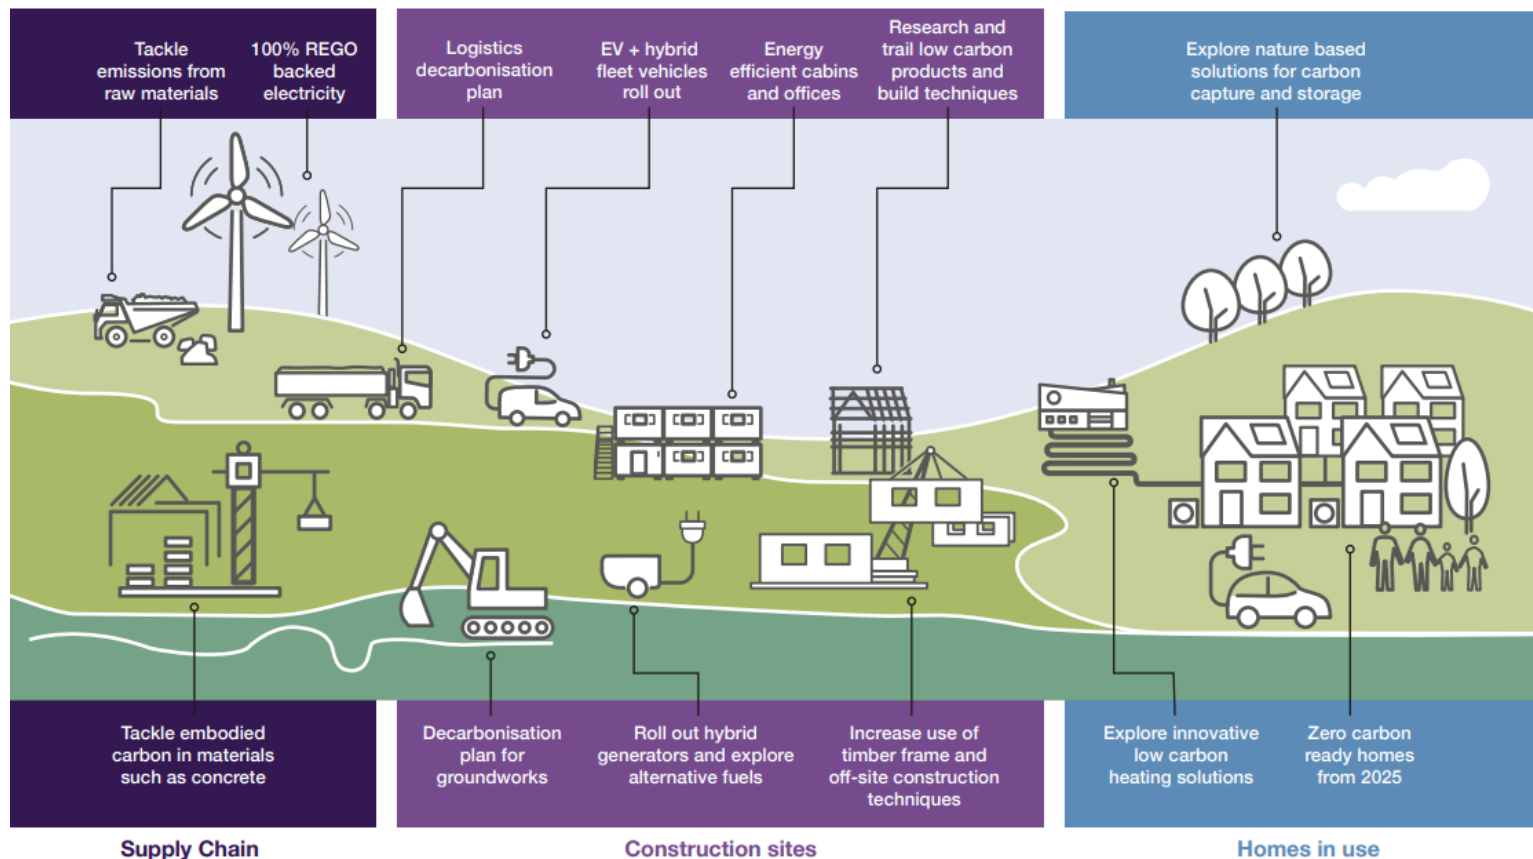 Tackle
emissions from
raw materials
100% REGO
backed
electricity
Logistics
decarbonisation
plan
EV + hybrid
fleet vehicles
roll out
Energy
efficient cabins
and offices
Research and
trail low carbon
products and
build techniques
Explore nature based
solutions for carbon
capture and storage
Tackle embodied
carbon in materials
such as concrete
Decarbonisation
plan for
groundworks
Roll out hybrid
generators and explore
alternative fuels
Increase use of
timber frame and
off-site construction
techniques
Explore innovative
low carbon
heating solutions
Zero carbon
ready homes
from 2025
Supply Chain
Construction sites
Homes in use